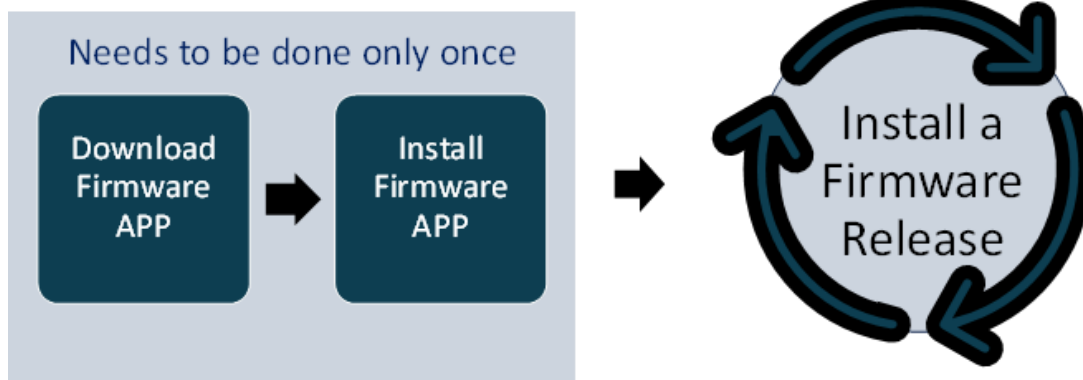 Needs to be done only once
Download
Firmware
APP
Install
Firmware
APP
Install a
Firmware
Release